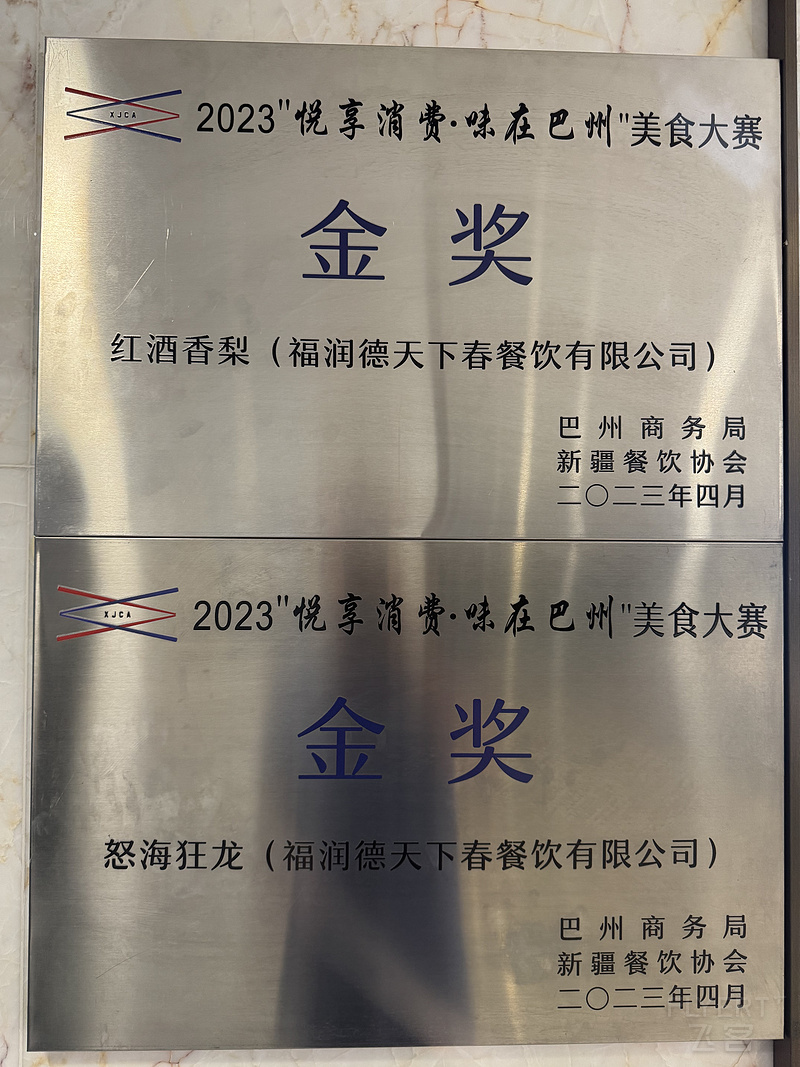 XJCA
2023"悦享消费·味在巴州"美食大赛
金奖
红酒香梨（福润德天下春餐饮有限公司）
巴州商务局
新疆餐饮协会
二〇二三年四月
XJCA
2023"悦享消费·味在巴州"美食大赛
金奖
怒海狂龙（福润德天下春餐饮有限公司）
巴州商务局
新疆餐饮协会
二〇二三年四月
FLYERT
飞客